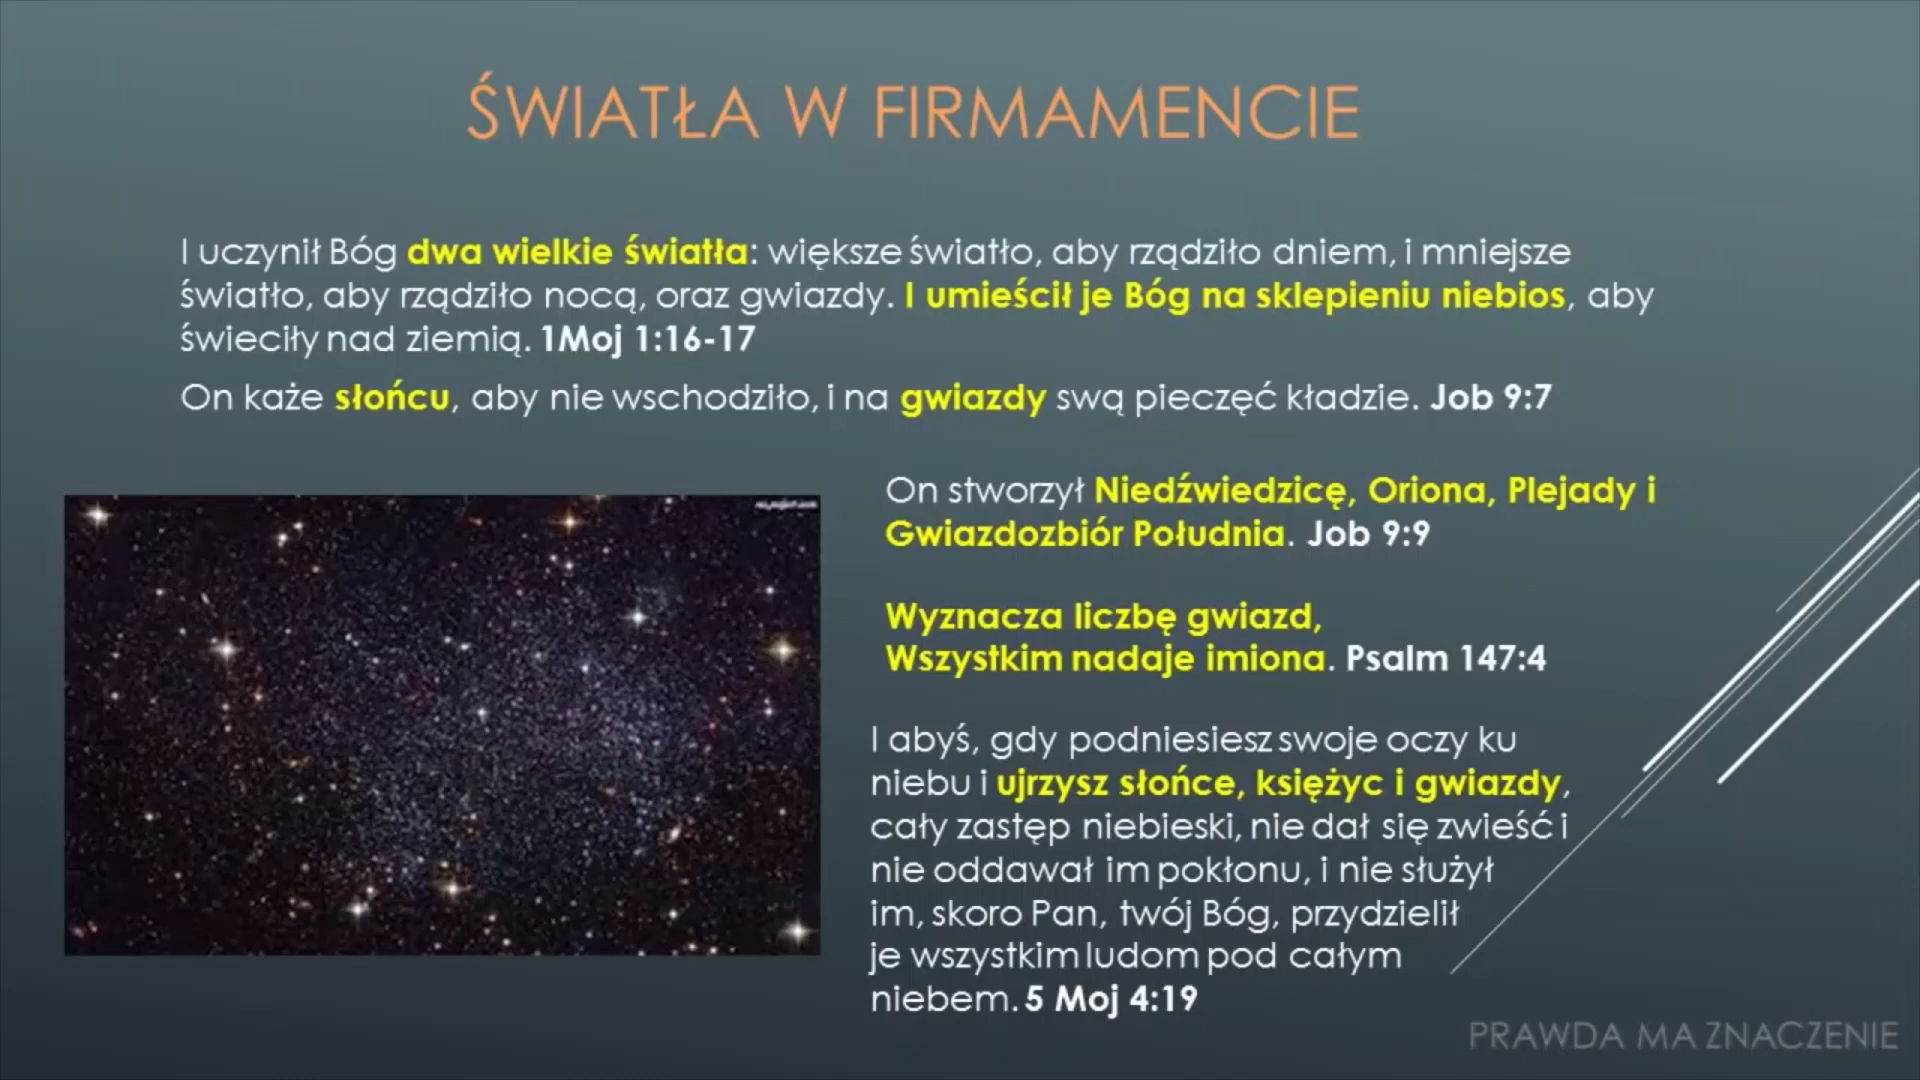 ŚWIATŁA W FIRMAMENCIE
I uczynił Bóg dwa wielkie światła: większe światło, aby rządziło dniem, i mniejsze
światło, aby rządziło nocą, oraz gwiazdy. I umieścił je Bóg na sklepieniu niebios, aby
świeciły nad ziemią. 1Moj 1:16-17
On każe słońcu, aby nie wschodziło, i na gwiazdy swą pieczęć kładzie. Job 9:7
On stworzył Niedźwiedzicę, Oriona, Plejady i
Gwiazdozbiór Południa. Job 9:9
Wyznacza liczbę gwiazd,
Wszystkim nadaje imiona. Psalm 147:4
I abyś, gdy podniesiesz swoje oczy ku
niebu i ujrzysz słońce, księżyc i gwiazdy,
cały zastęp niebieski, nie dał się zwieść i
nie oddawał im pokłonu, i nie służył
im, skoro Pan, twój Bóg, przydzielił
je wszystkim ludom pod całym
niebem. 5 Moj 4:19
PRAWDA MA ZNACZENIE